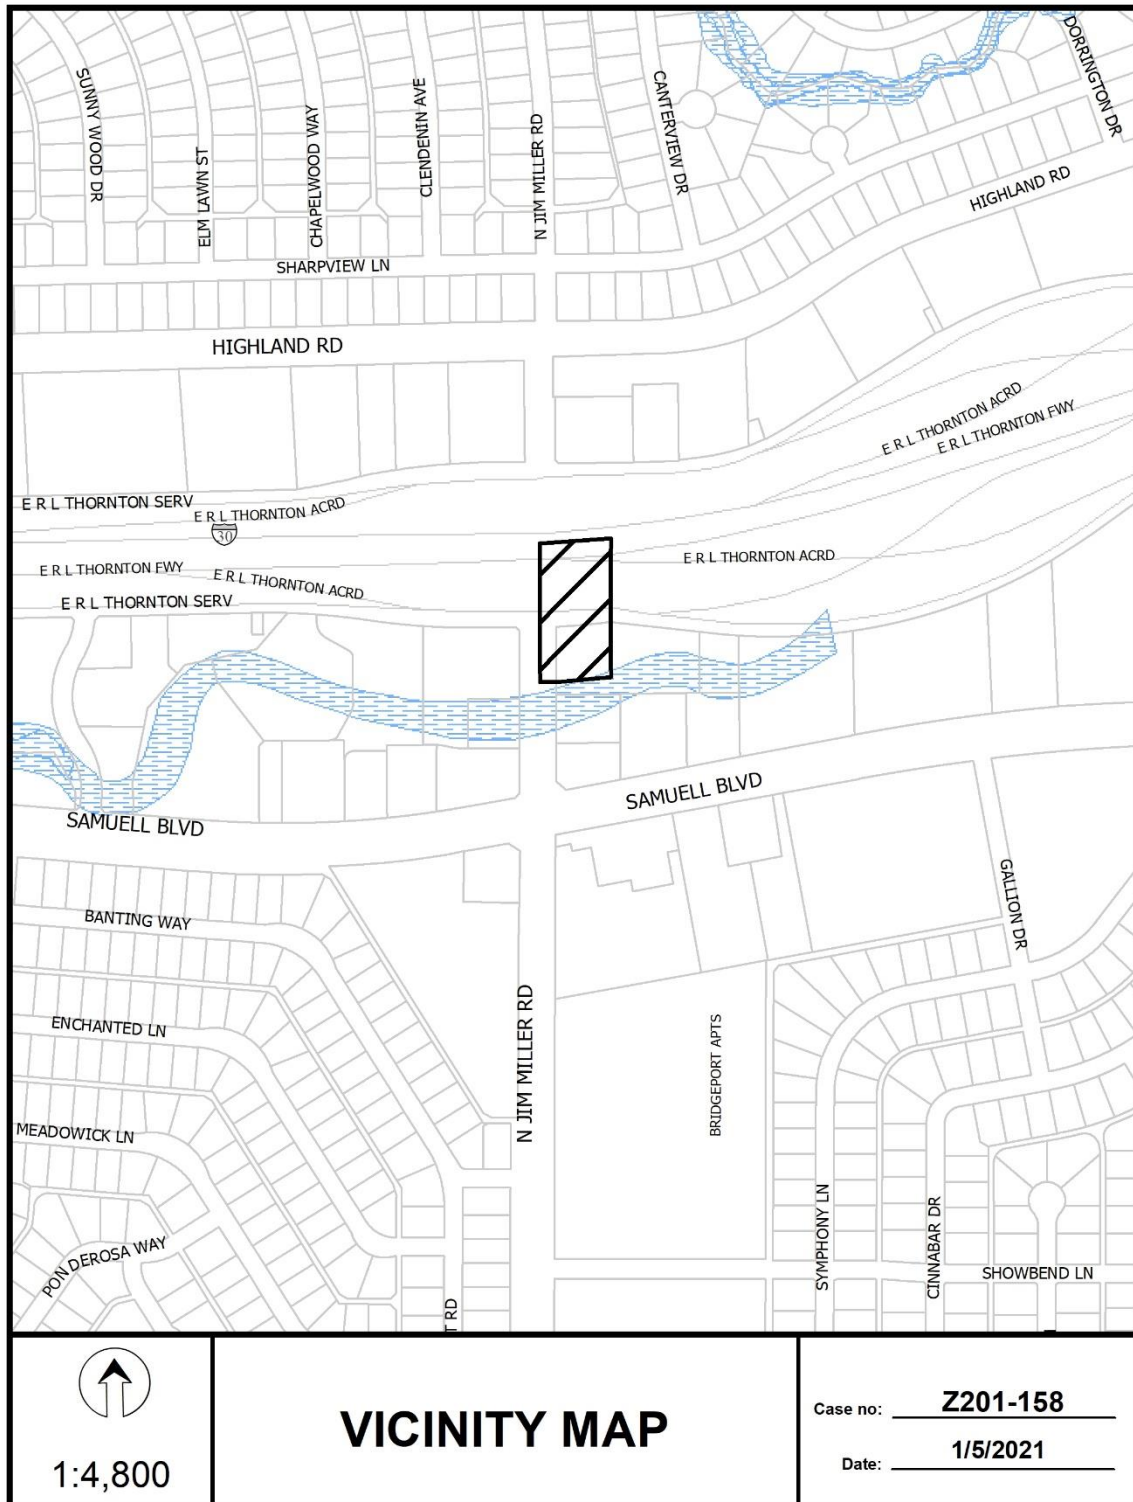 DORRINGTON DR
SUNNY WOOD DR
ELM LAWN ST
CHAPELWOOD WAY
CLENDENIN AVE
N JIM MILLER RD
CANTERVIEW DR
HIGHLAND RD
SHARPVIEW LN
HIGHLAND RD
E R L THORNTON ACRD
E R L THORNTON FWY
E R L THORNTON SERV
E R L THORNTON ACRD
30
E R L THORNTON ACRD
E R L THORNTON FWY
E R L THORNTON ACRD
E R L THORNTON SERV
SAMUELL BLVD
SAMUELL BLVD
GALLION DR
BANTING WAY
N JIM MILLER RD
ENCHANTED LN
BRIDGEPORT APTS
MEADOWICK LN
SYMPHONY LN
CINNABAR DR
PONDEROSA WAY
SHOWBEND LN
T RD
1:4,800
VICINITY MAP
Case no: Z201-158
Date: 1/5/2021